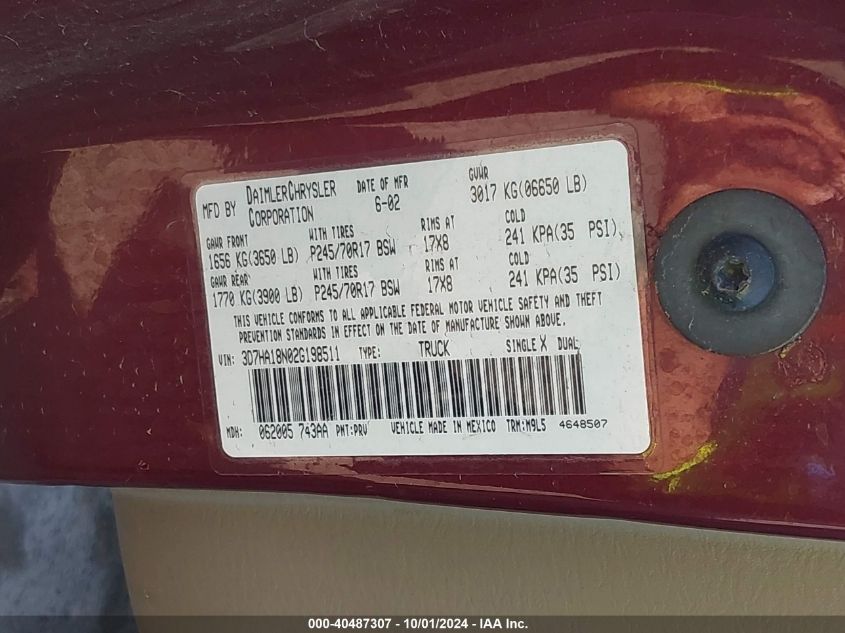 MFD BY DAIMLERCHRYSLER CORPORATION DATE OF MFR 6-02 GVWR 3017 KG(06650 LB)
GAWR FRONT WITH TIRES RIMS AT COLD
1656 KG(3650 LB) P245/70R17 BSW 17X8 241 KPA(35 PSI)
GAWR REAR WITH TIRES RIMS AT COLD
1770 KG(3900 LB) P245/70R17 BSW 17X8 241 KPA(35 PSI)
THIS VEHICLE CONFORMS TO ALL APPLICABLE FEDERAL MOTOR VEHICLE SAFETY AND THEFT
PREVENTION STANDARDS IN EFFECT ON THE DATE OF MANUFACTURE SHOWN ABOVE.
VIN: 3D7HA18N02G198511 TYPE: TRUCK SINGLE X DUAL
MDH: 062005 743AA PNT:PRV VEHICLE MADE IN MEXICO TRM:M9L5 4648507
000-40487307 - 10/01/2024 - IAA Inc.